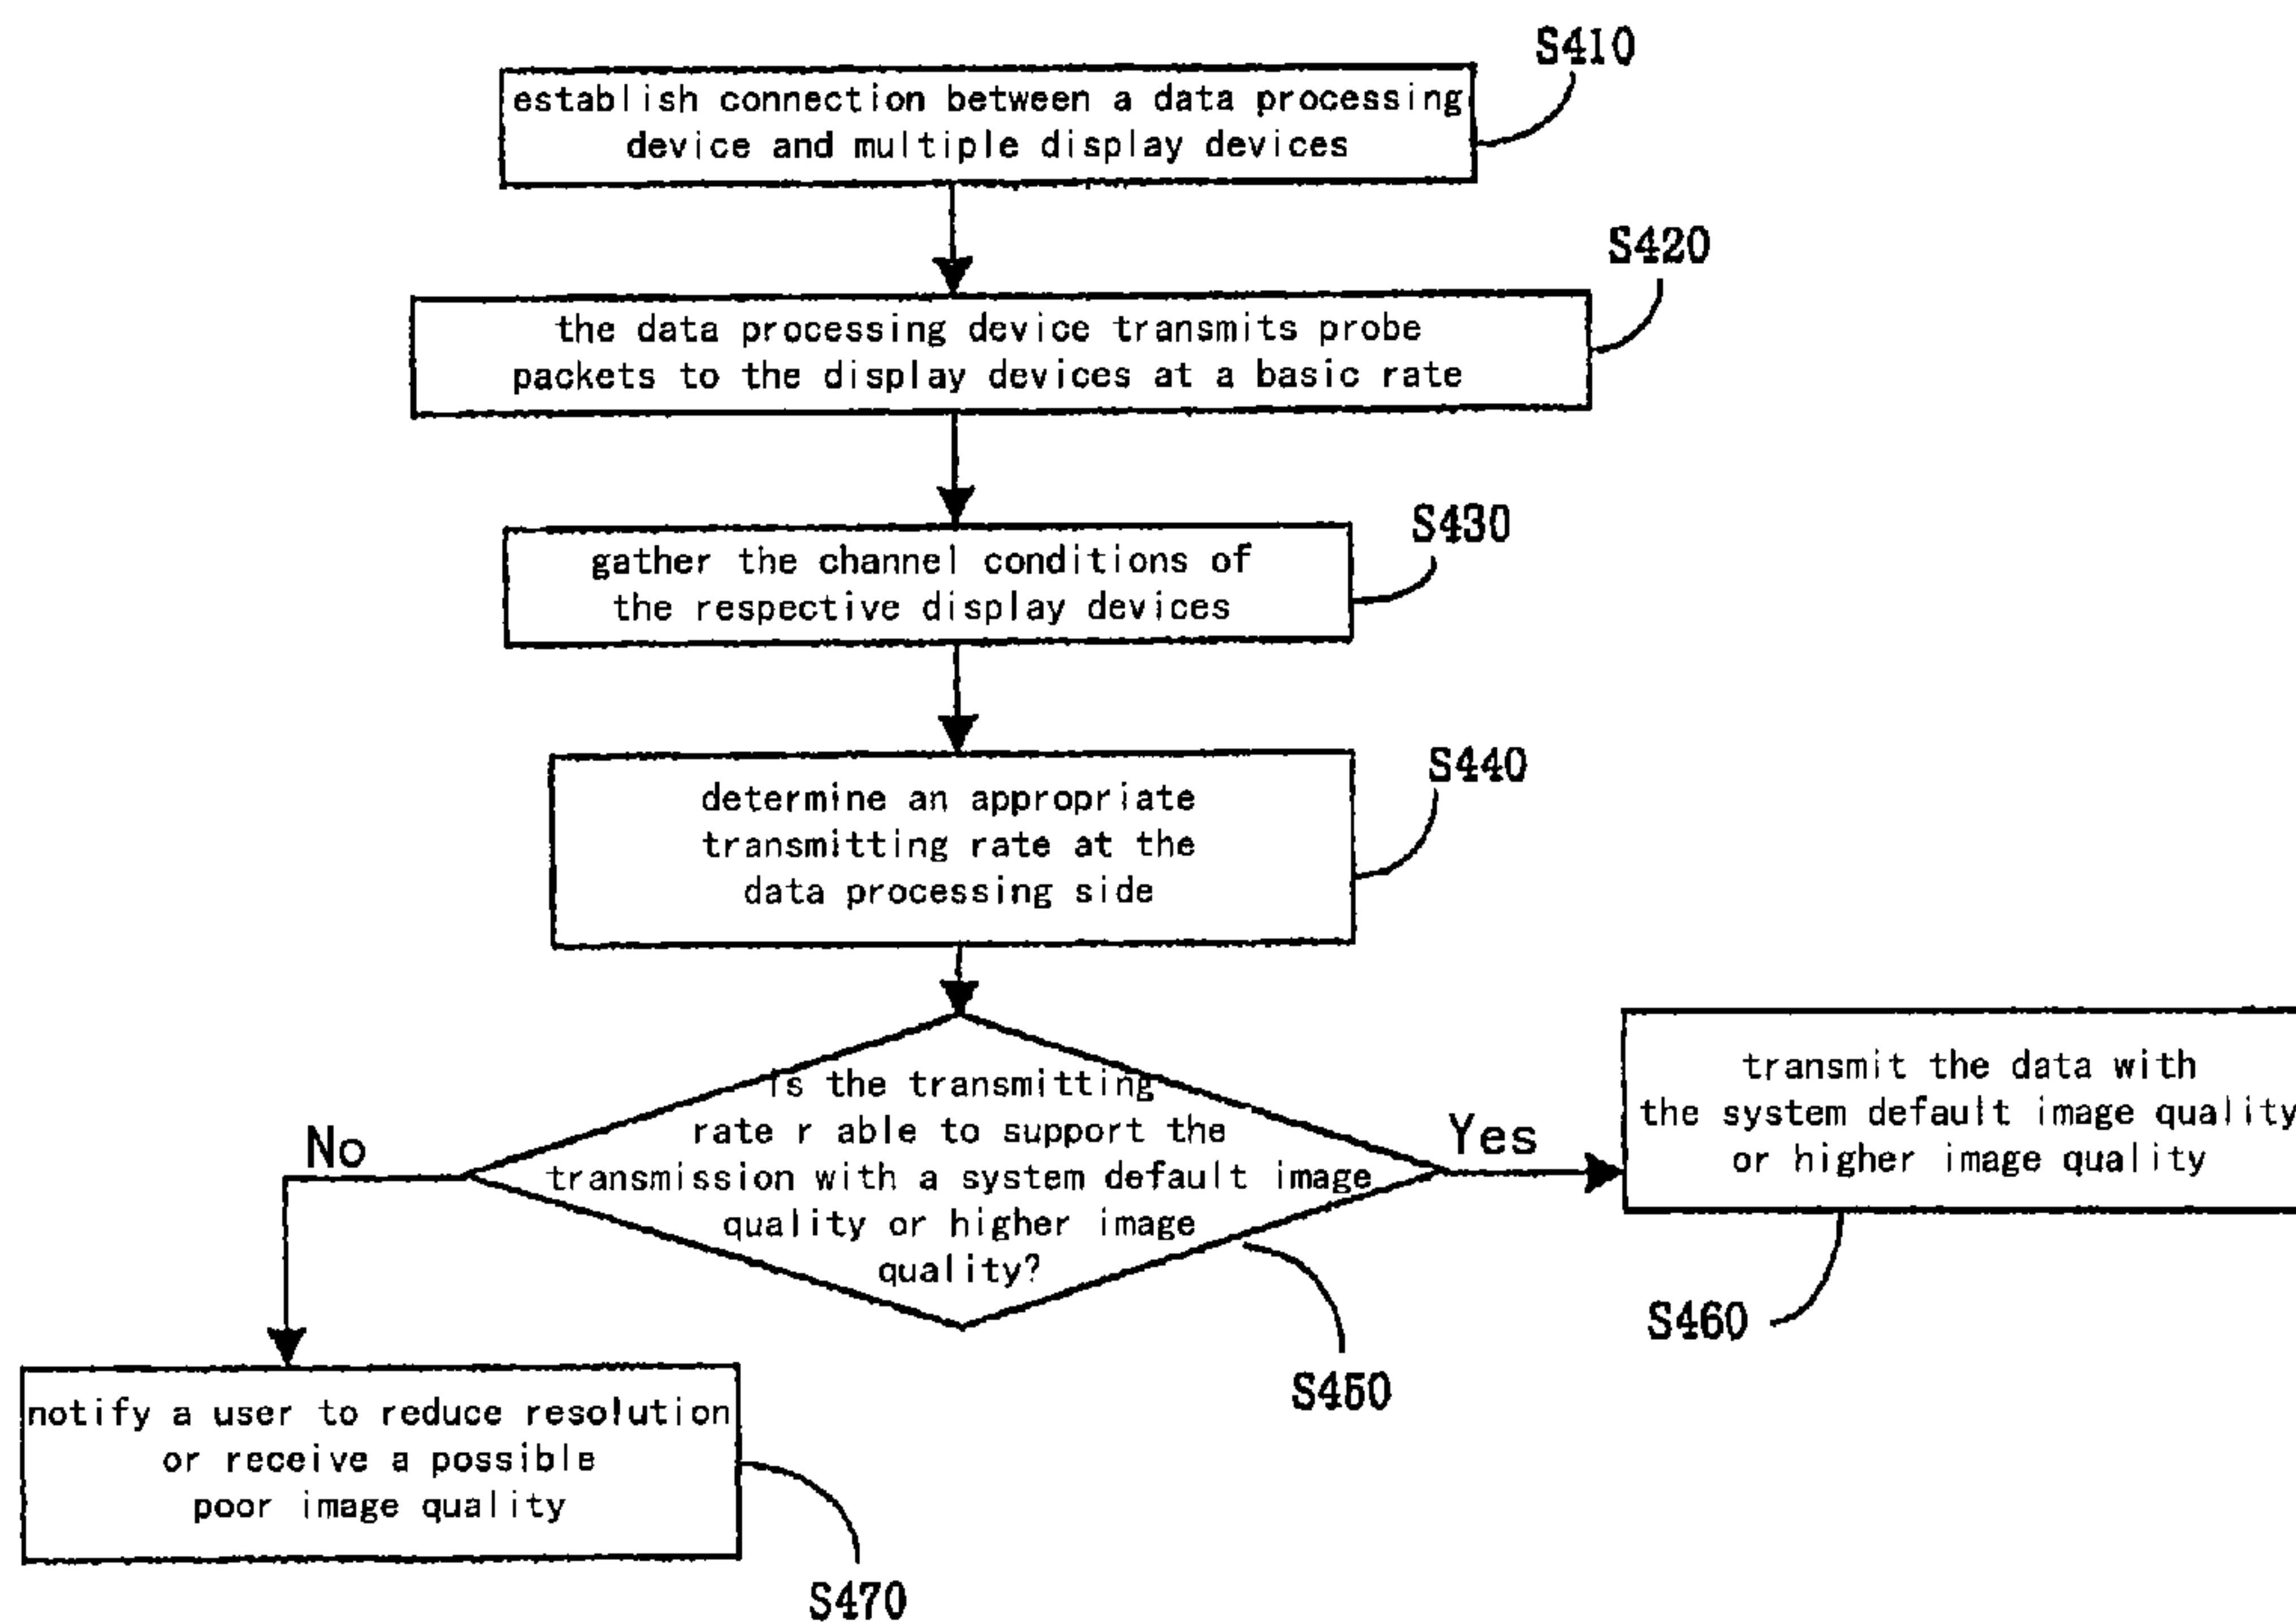 S410
establish connection between a data processing
device and multiple display devices
S420
the data processing device transmits probe
packets to the display devices at a basic rate
S430
gather the channel conditions of
the respective display devices
S440
determine an appropriate
transmitting rate at the
data processing side
is the transmitting
rate r able to support the
transmission with a system default image
quality or higher image
quality?
No
Yes
transmit the data with
the system default image quality
or higher image quality
S460
S450
notify a user to reduce resolution
or receive a possible
poor image quality
S470